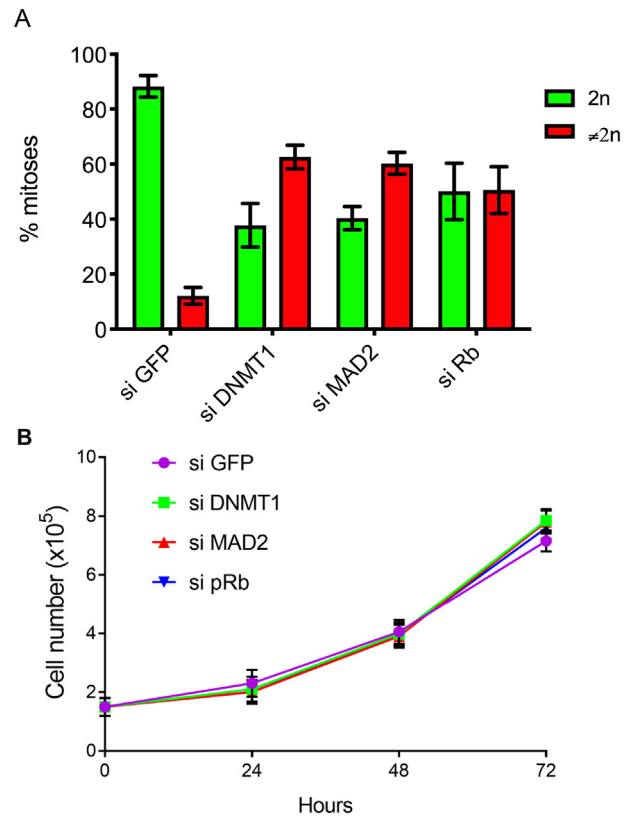 A
100
80
60
40
20
0
% mitoses
2n
≠2n
si GFP
si DNMT1
si MAD2
si Rb
B
10
8
6
4
2
0
Cell number (x10⁵)
si GFP
si DNMT1
si MAD2
si pRb
0
24
48
72
Hours